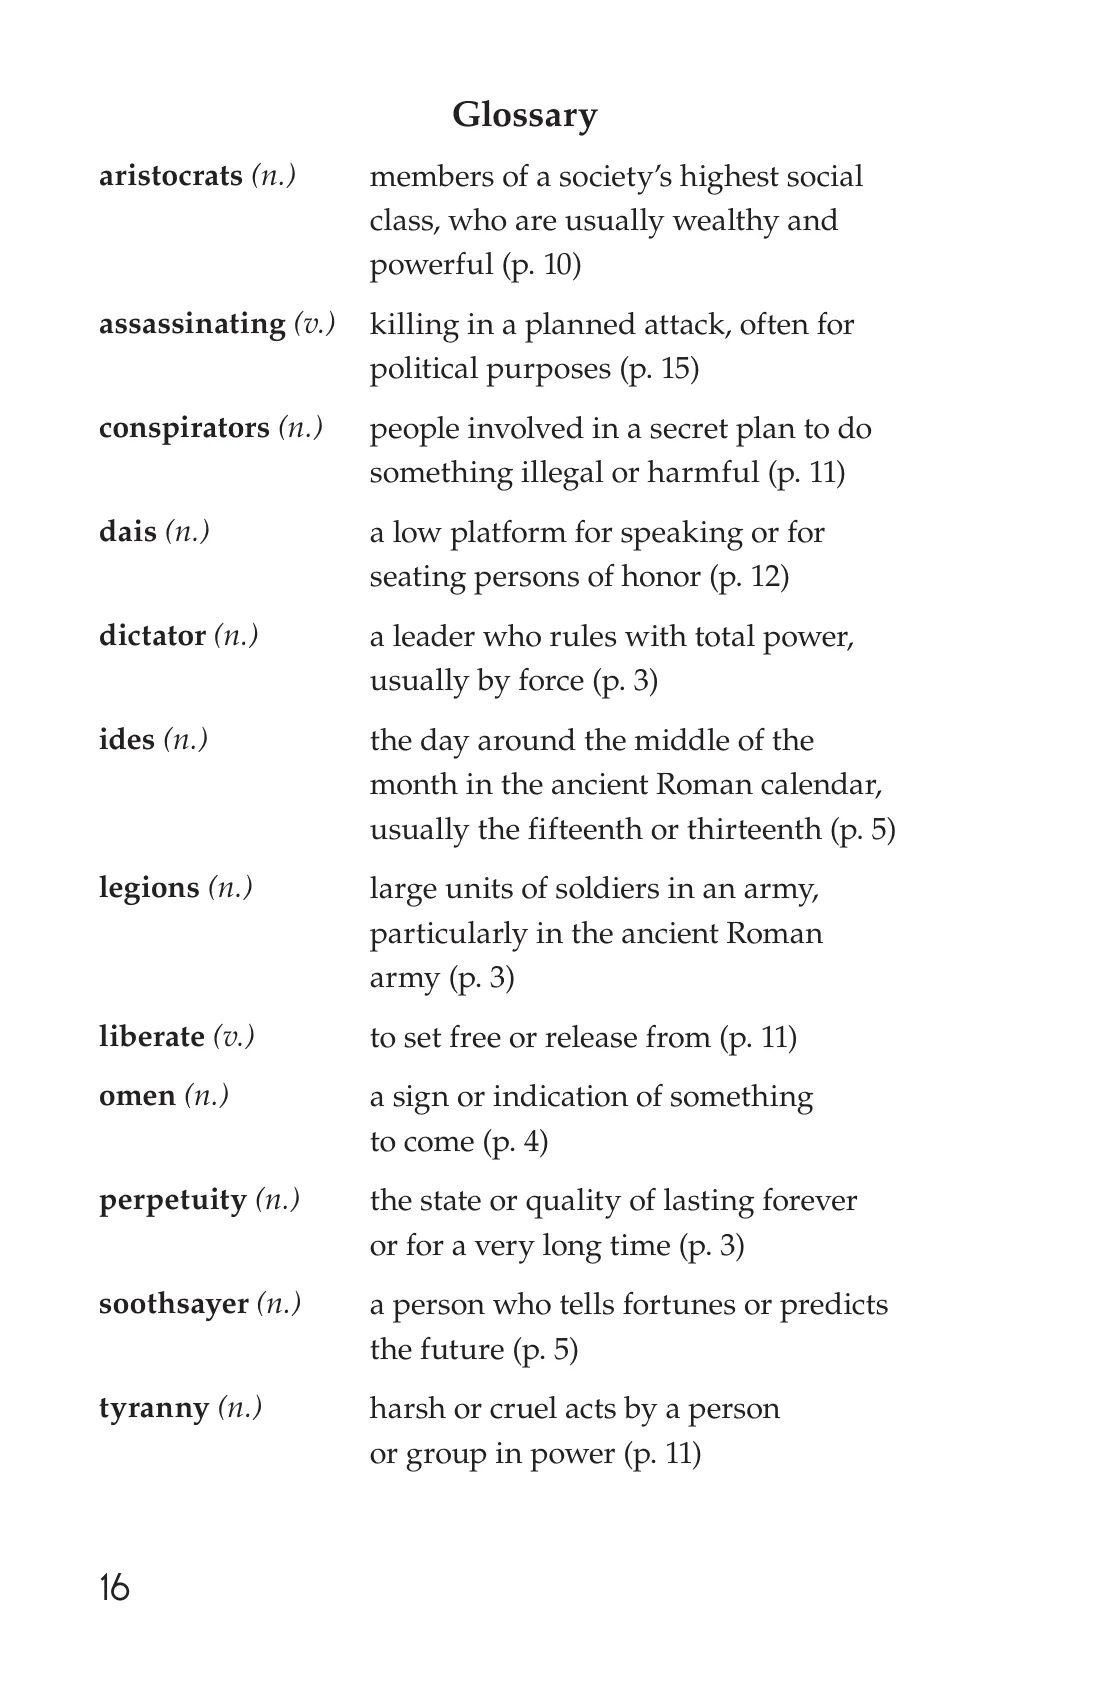 Glossary
aristocrats (n.) members of a society’s highest social
class, who are usually wealthy and
powerful (p. 10)
assassinating (v.) killing in a planned attack, often for
political purposes (p. 15)
conspirators (n.) people involved in a secret plan to do
something illegal or harmful (p. 11)
dais (n.) a low platform for speaking or for
seating persons of honor (p. 12)
dictator (n.) a leader who rules with total power,
usually by force (p. 3)
ides (n.) the day around the middle of the
month in the ancient Roman calendar,
usually the fifteenth or thirteenth (p. 5)
legions (n.) large units of soldiers in an army,
particularly in the ancient Roman
army (p. 3)
liberate (v.) to set free or release from (p. 11)
omen (n.) a sign or indication of something
to come (p. 4)
perpetuity (n.) the state or quality of lasting forever
or for a very long time (p. 3)
soothsayer (n.) a person who tells fortunes or predicts
the future (p. 5)
tyranny (n.) harsh or cruel acts by a person
or group in power (p. 11)
16